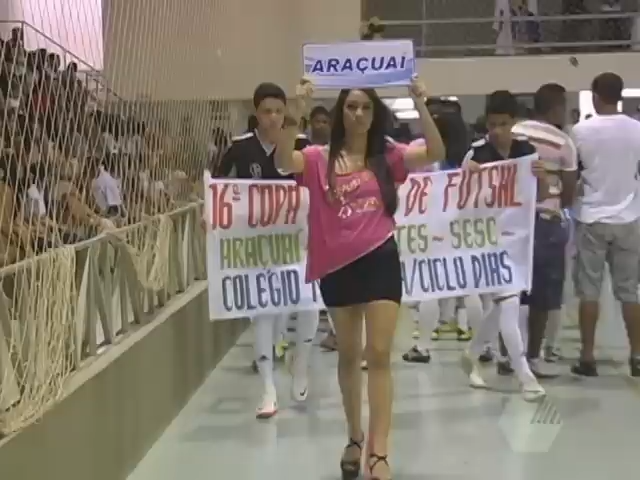 ARAÇUAÍ
16ª COPA DE FUTSAL
ARAÇUAÍ TES - SESC -
COLÉGIO A/CICLO DIAS